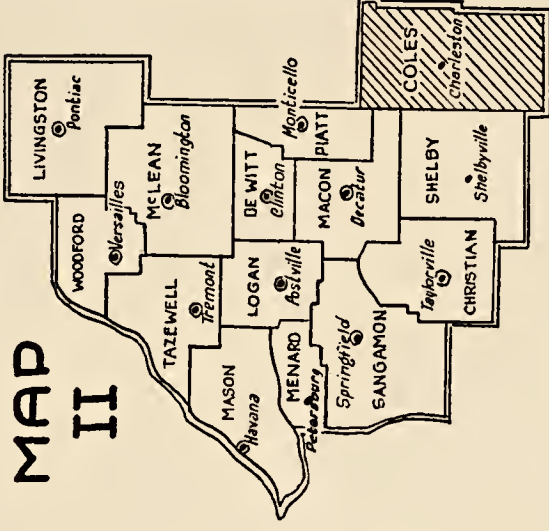 MAP
II
LIVINGSTON
Pontiac
WOODFORD
Versailles
McLEAN
Bloomington
TAZEWELL
Tremont
MASON
Havana
LOGAN
Postville
DE WITT
Clinton
PIATT
Monticello
MACON
Decatur
MENARD
Petersburg
SANGAMON
Springfield
CHRISTIAN
Taylorville
SHELBY
Shelbyville
COLES
Charleston